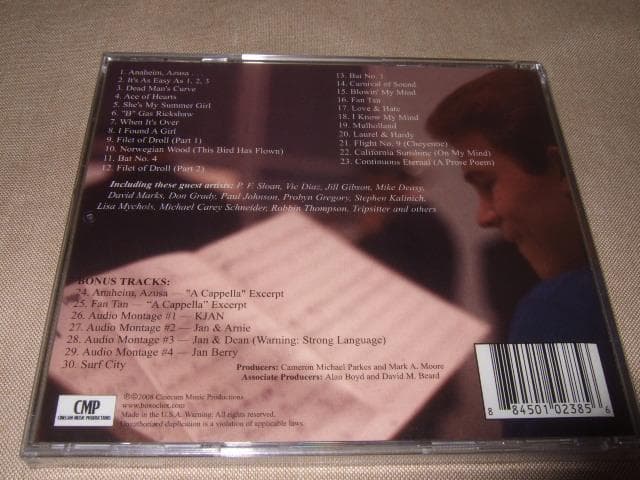 1. Anaheim, Azusa
2. It's As Easy As 1, 2, 3
3. Dead Man's Curve
4. Ace of Hearts
5. She's My Summer Girl
6. "B" Gas Rickshaw
7. When It's Over
8. I Found A Girl
9. Filet of Droll (Part 1)
10. Norwegian Wood (This Bird Has Flown)
11. Bat No. 4
12. Filet of Droll (Part 2)
13. Bat No. 1
14. Carnival of Sound
15. Blowin' My Mind
16. Fan Tan
17. Love & Hate
18. I Know My Mind
19. Mulholland
20. Laurel & Hardy
21. Flight No. 9 (Cheyene)
22. California Sunshine (On My Mind)
23. Continuous Eternal (A Prose Poem)
Including these guest artists: P. F. Sloan, Vic Diaz, Jill Gibson, Mike Deasy,
David Marks, Don Grady, Paul Johnson, Probyn Gregory, Stephen Kalinich,
Lisa Mychols, Michael Carey Schneider, Robbin Thompson, Tripsitter and others
BONUS TRACKS:
24. Anaheim, Azusa — "A Cappella" Excerpt
25. Fan Tan — "A Cappella" Excerpt
26. Audio Montage #1 — KJAN
27. Audio Montage #2 — Jan & Arnie
28. Audio Montage #3 — Jan & Dean (Warning: Strong Language)
29. Audio Montage #4 — Jan Berry
30. Surf City
Producers: Cameron Michael Parkes and Mark A. Moore
Associate Producers: Alan Boyd and David M. Beard
CMP
CINECAM MUSIC PRODUCTIONS
℗©2008 Cinecam Music Productions
Made in the U.S.A. Warning: All rights reserved.
Unauthorized duplication is a violation of applicable laws.
8 84501 02385 6